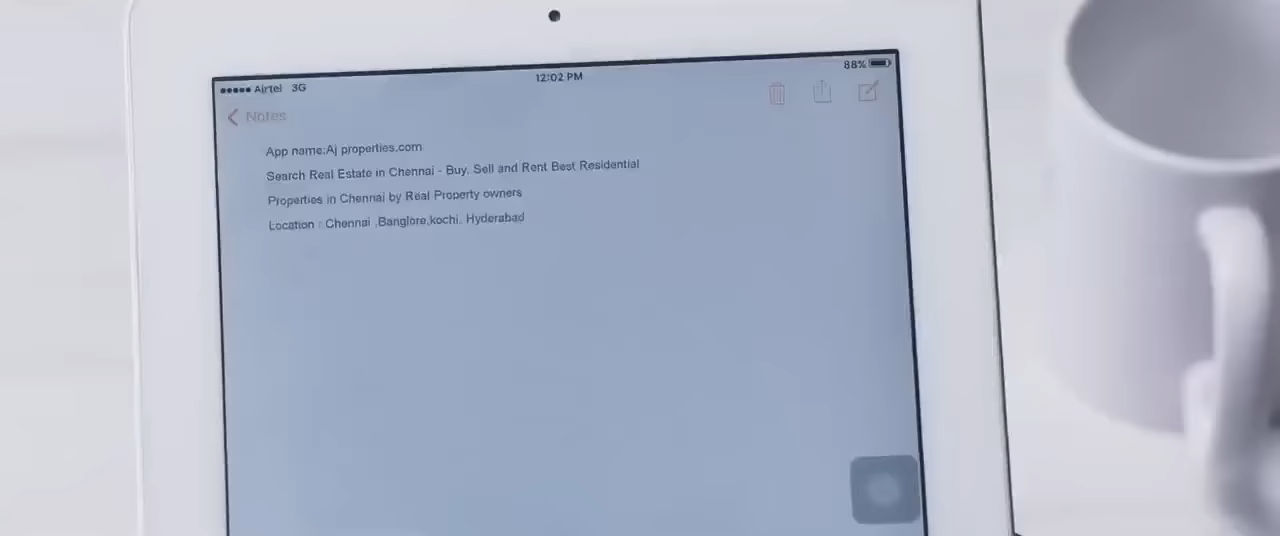 Airtel 3G 12:02 PM 88%
Notes
App name:Aj properties.com
Search Real Estate in Chennai - Buy, Sell and Rent Best Residential
Properties in Chennai by Real Property owners
Location : Chennai ,Banglore,kochi, Hyderabad